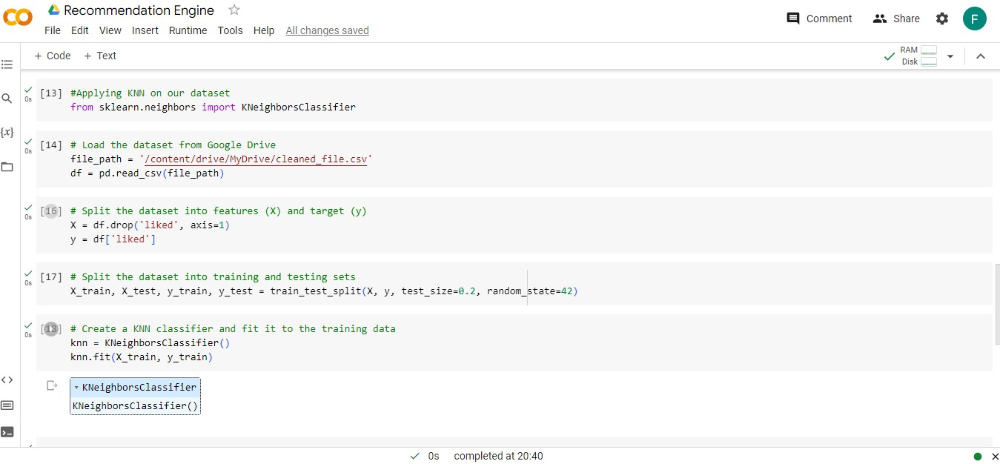 Recommendation Engine
File Edit View Insert Runtime Tools Help All changes saved
Comment Share F
+ Code + Text
RAM
Disk
[13] #Applying KNN on our dataset
0s
from sklearn.neighbors import KNeighborsClassifier
{x}
[14] # Load the dataset from Google Drive
0s
file_path = '/content/drive/MyDrive/cleaned_file.csv'
df = pd.read_csv(file_path)
[16] # Split the dataset into features (X) and target (y)
0s
X = df.drop('liked', axis=1)
y = df['liked']
[17] # Split the dataset into training and testing sets
0s
X_train, X_test, y_train, y_test = train_test_split(X, y, test_size=0.2, random_state=42)
# Create a KNN classifier and fit it to the training data
0s
knn = KNeighborsClassifier()
knn.fit(X_train, y_train)
KNeighborsClassifier
KNeighborsClassifier()
0s completed at 20:40